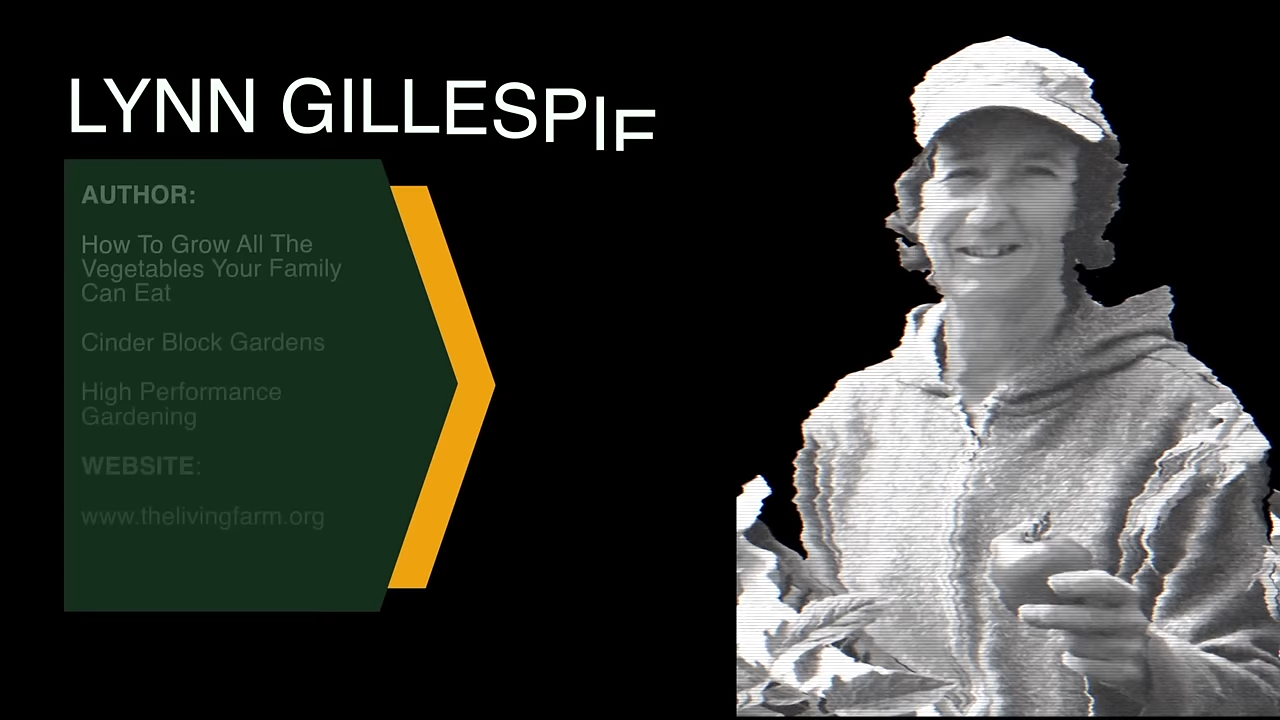 LYNN GILLESPIE
AUTHOR:
How To Grow All The
Vegetables Your Family
Can Eat
Cinder Block Gardens
High Performance
Gardening
WEBSITE:
www.thelivingfarm.org